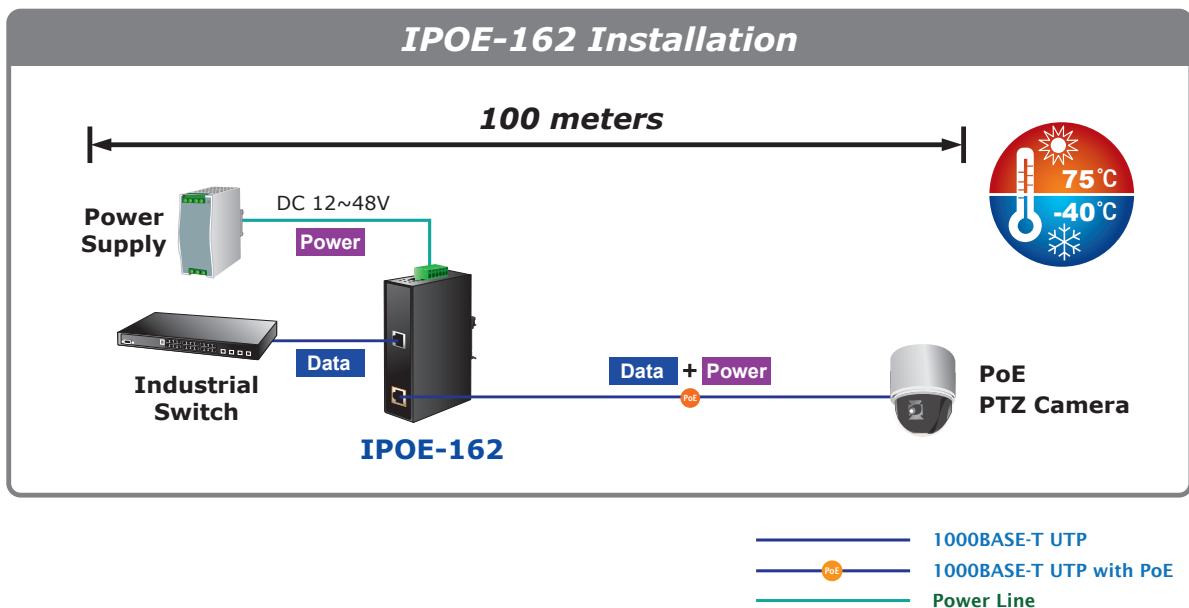 IPOE-162 Installation
100 meters
75°C
-40°C
Power
Supply
DC 12~48V
Power
Industrial
Switch
Data
IPOE-162
Data + Power
PoE
PoE
PTZ Camera
1000BASE-T UTP
PoE
1000BASE-T UTP with PoE
Power Line